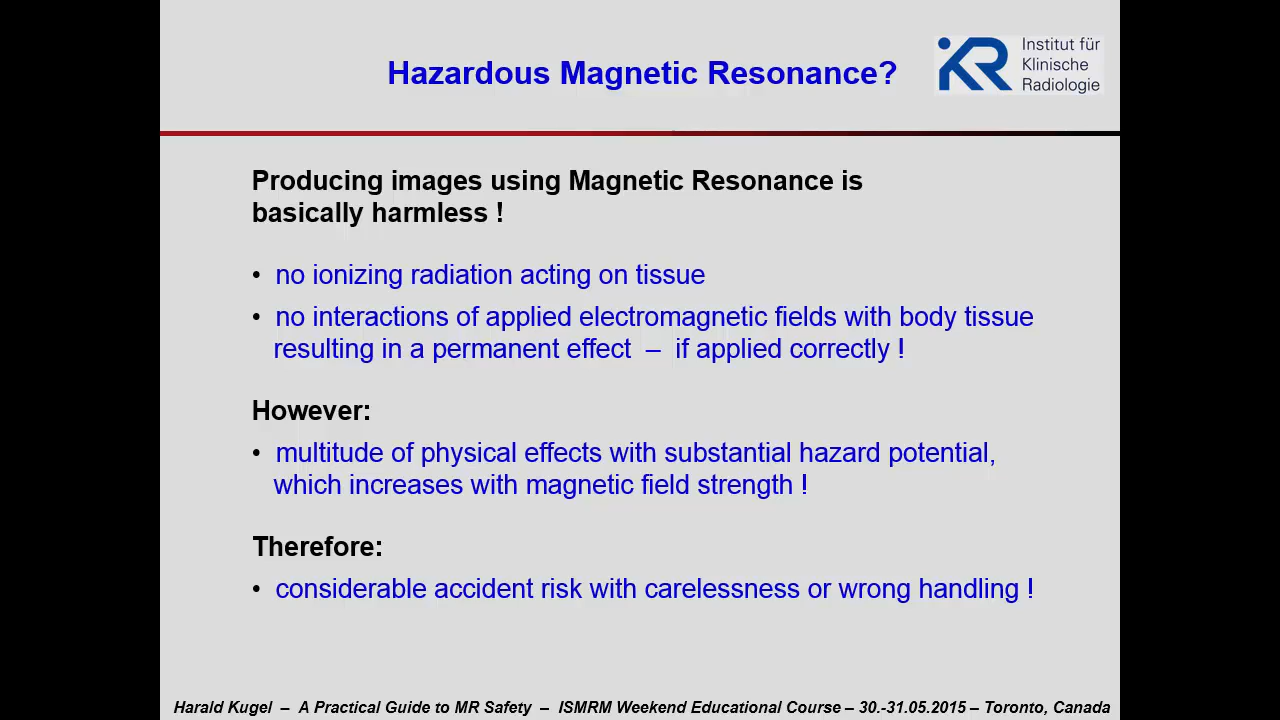 Hazardous Magnetic Resonance?
iKR
Institut für
Klinische
Radiologie
Producing images using Magnetic Resonance is
basically harmless !
• no ionizing radiation acting on tissue
• no interactions of applied electromagnetic fields with body tissue
resulting in a permanent effect – if applied correctly !
However:
• multitude of physical effects with substantial hazard potential,
which increases with magnetic field strength !
Therefore:
• considerable accident risk with carelessness or wrong handling !
Harald Kugel – A Practical Guide to MR Safety – ISMRM Weekend Educational Course – 30.-31.05.2015 – Toronto, Canada